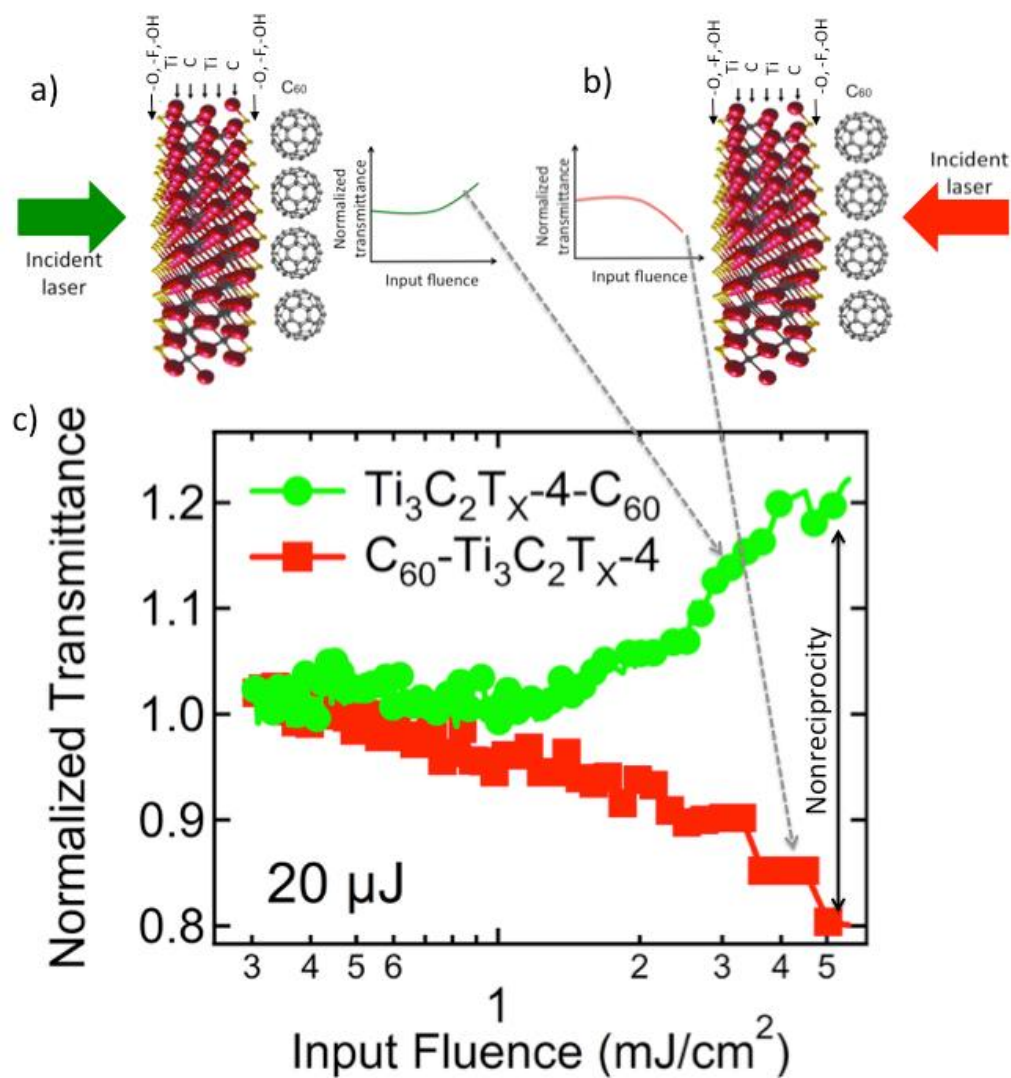 a)
-O, -F,-OH
Ti
C
Ti
C
-O, -F,-OH
C₆₀
Incident
laser
Normalized
transmittance
Input fluence
b)
-O, -F,-OH
Ti
C
Ti
C
-O, -F,-OH
C₆₀
Incident
laser
Normalized
transmittance
Input fluence
c)
Normalized Transmittance
1.2
1.1
1.0
0.9
0.8
Ti₃C₂Tₓ-4-C₆₀
C₆₀-Ti₃C₂Tₓ-4
Nonreciprocity
20 µJ
3 4 5 6 2 3 4 5
1
Input Fluence (mJ/cm²)